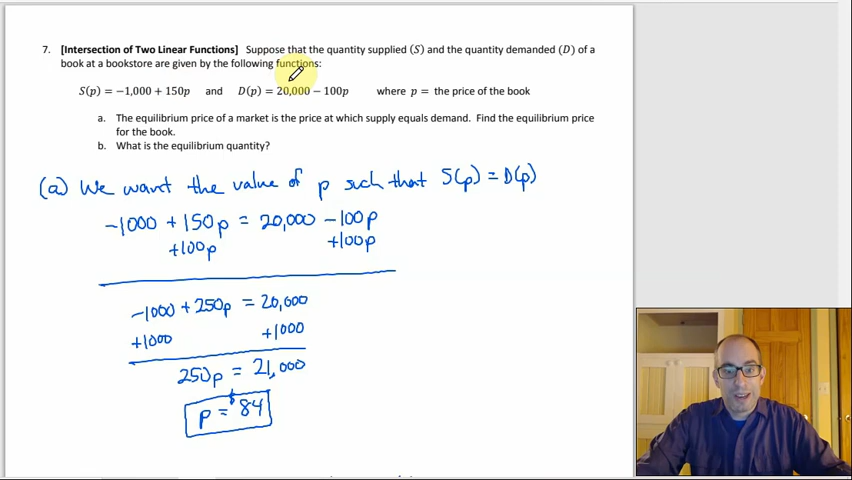 7. [Intersection of Two Linear Functions] Suppose that the quantity supplied (S) and the quantity demanded (D) of a
book at a bookstore are given by the following functions:
S(p) = −1,000 + 150p and D(p) = 20,000 − 100p where p = the price of the book
a. The equilibrium price of a market is the price at which supply equals demand. Find the equilibrium price
for the book.
b. What is the equilibrium quantity?
(a) We want the value of p such that S(p) = D(p)
-1000 + 150p = 20,000 - 100p
+100p +100p
-1000 + 250p = 20,000
+1000 +1000
250p = 21,000
p = $84